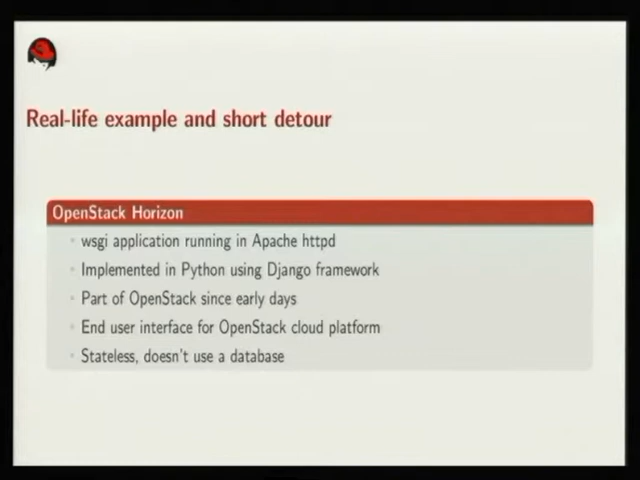 Real-life example and short detour
OpenStack Horizon
wsgi application running in Apache httpd
Implemented in Python using Django framework
Part of OpenStack since early days
End user interface for OpenStack cloud platform
Stateless, doesn't use a database